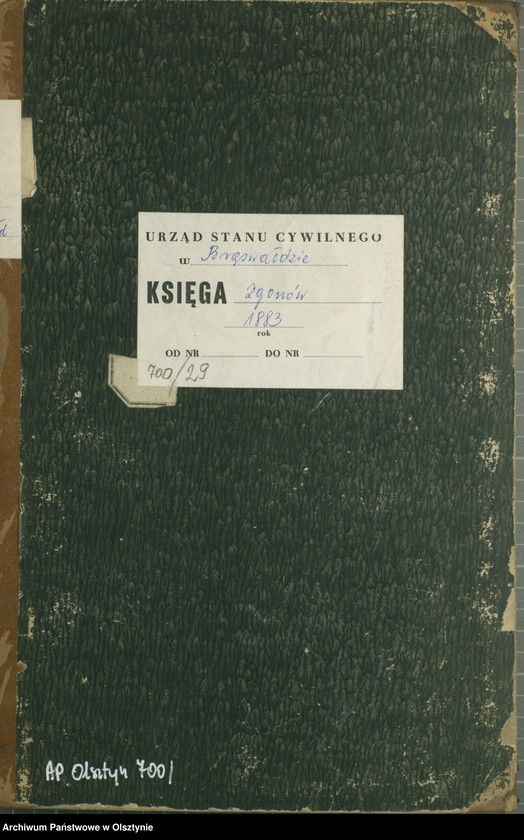 URZĄD STANU CYWILNEGO
w Brąswałdzie
KSIĘGA zgonów
1883
rok
OD NR DO NR
700/29
AP Olsztyn 700/
Archiwum Państwowe w Olsztynie